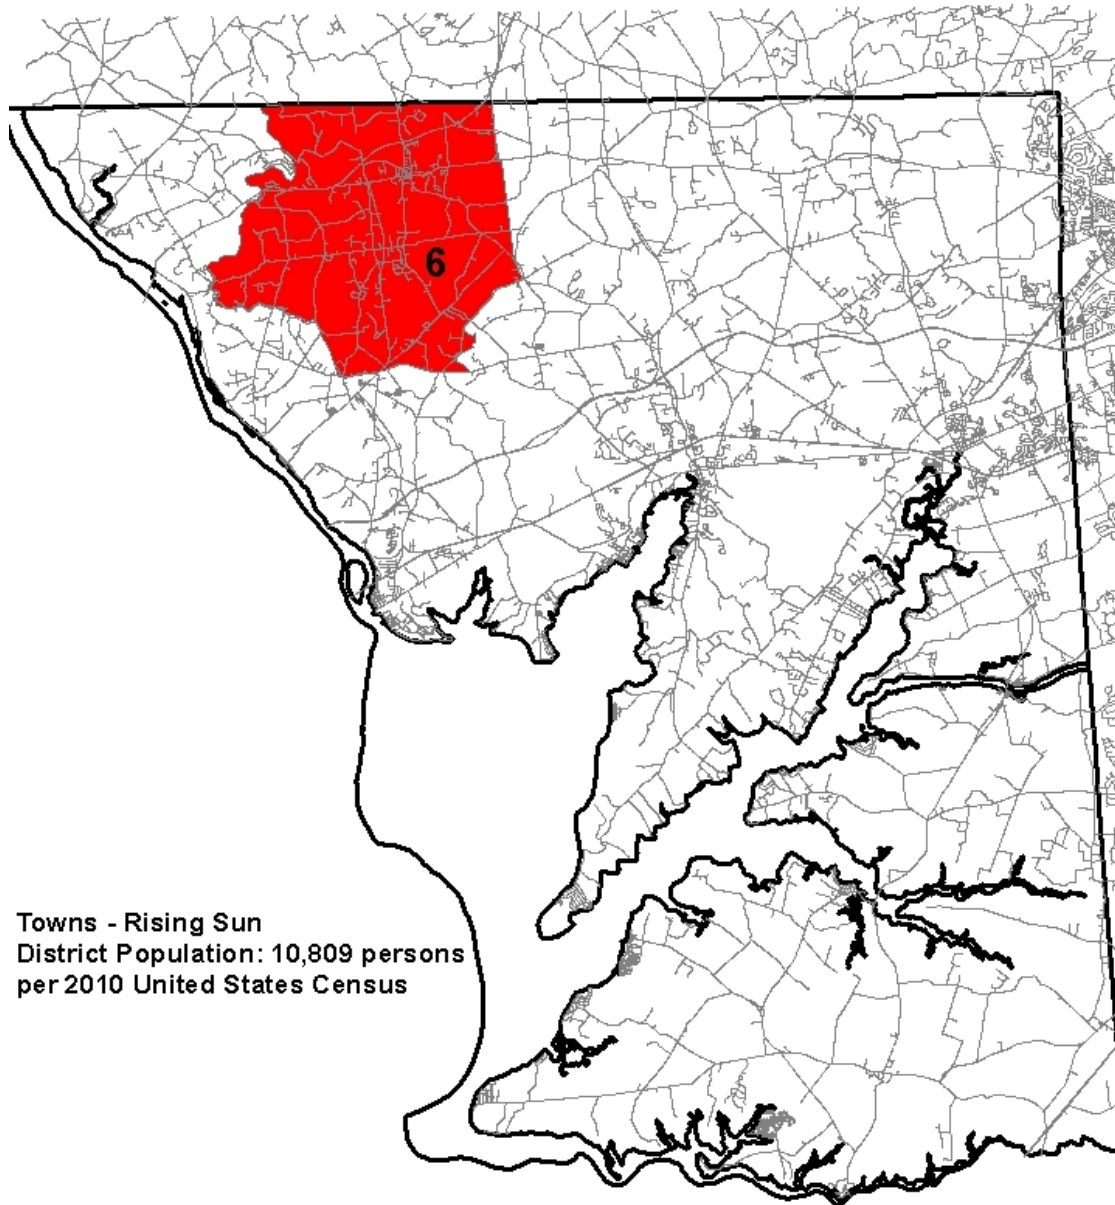 6
Towns - Rising Sun
District Population: 10,809 persons
per 2010 United States Census